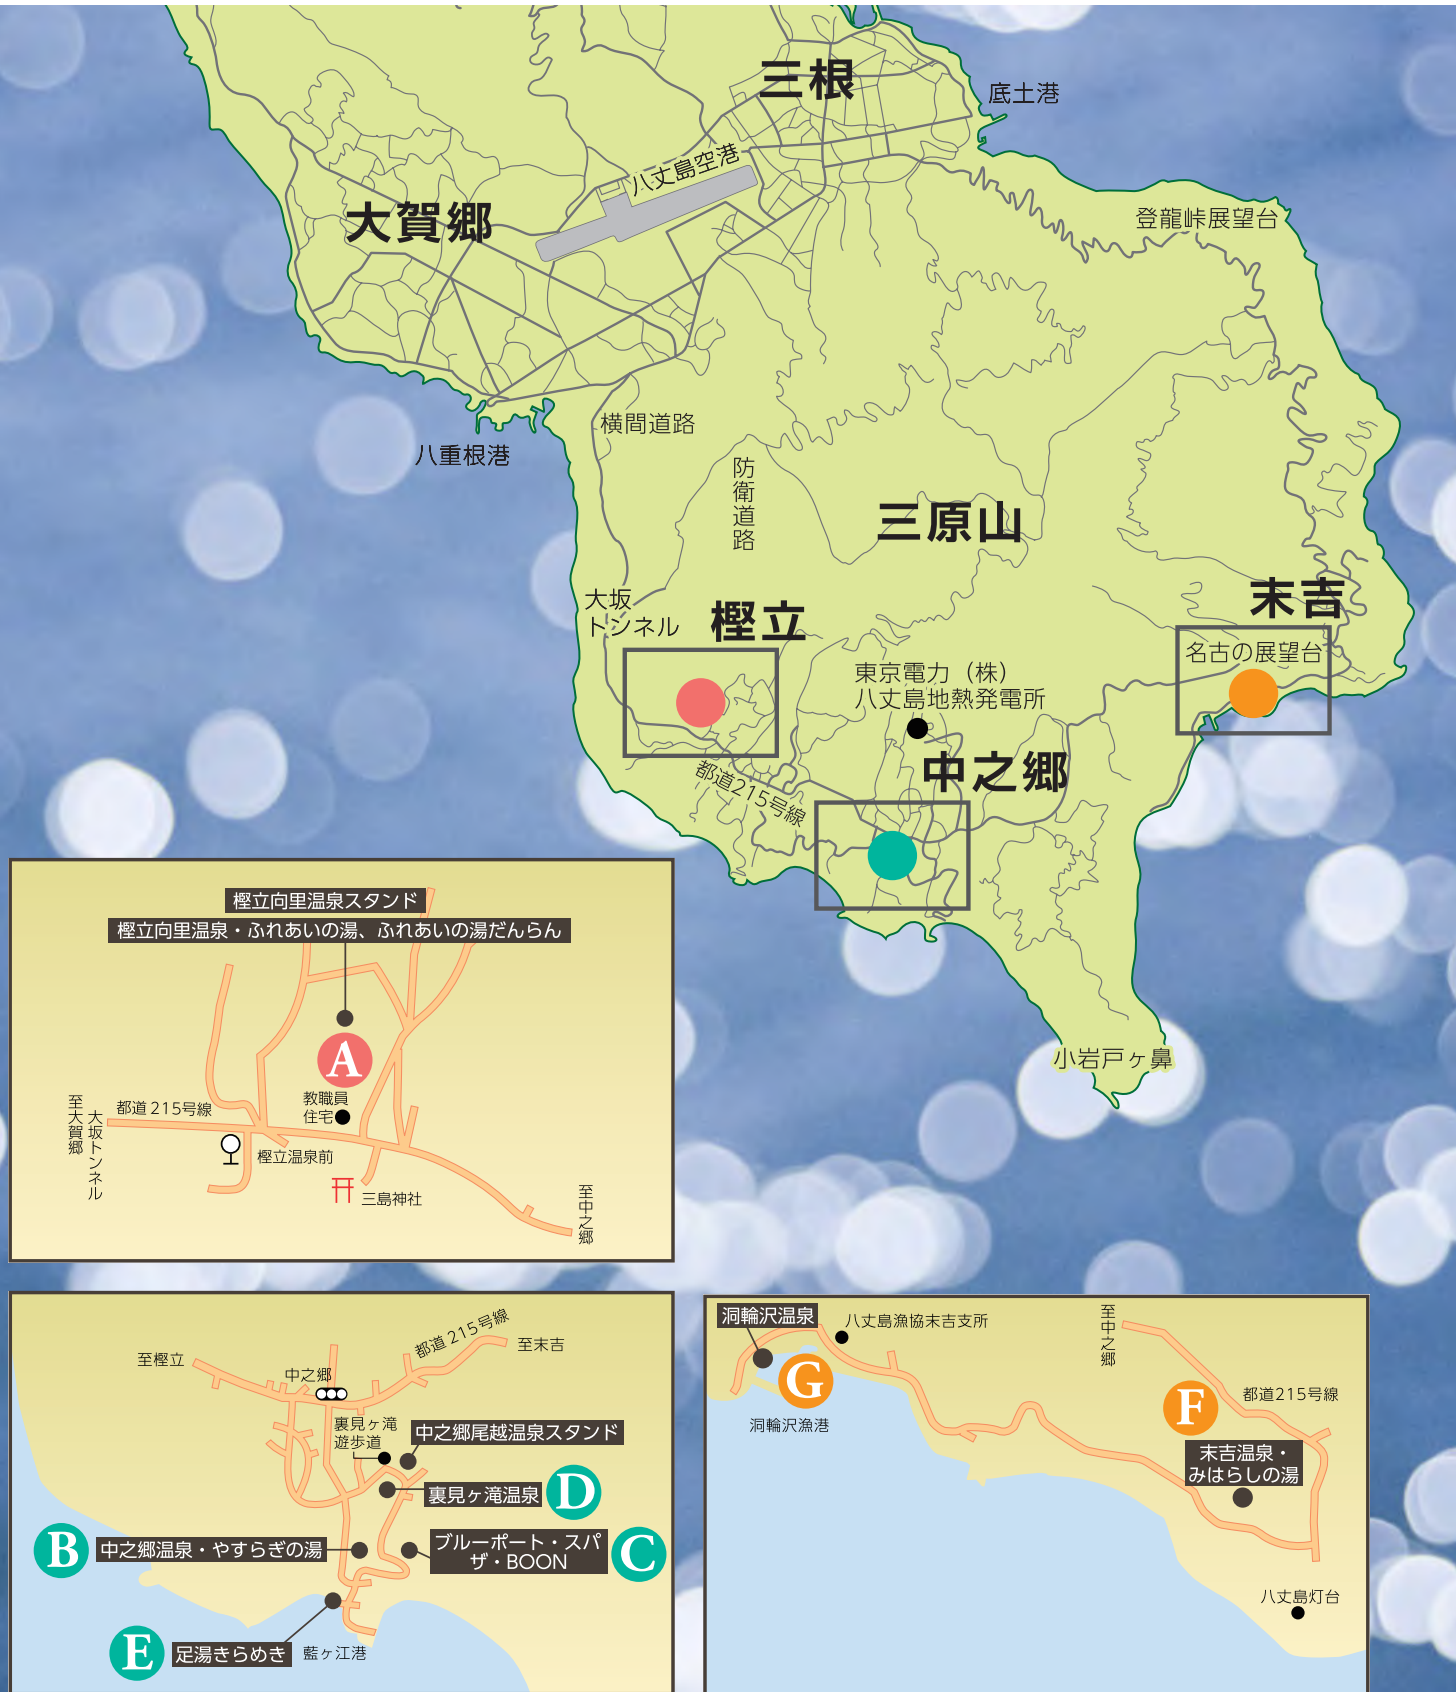 三根
底土港
八丈島空港
大賀郷
登龍峠展望台
横間道路
八重根港
防衛道路
三原山
末吉
大坂
トンネル
樫立
名古の展望台
東京電力（株）
八丈島地熱発電所
中之郷
都道215号線
小岩戸ヶ鼻
樫立向里温泉スタンド
樫立向里温泉・ふれあいの湯、ふれあいの湯だんらん
A
教職員
住宅
都道215号線
至大賀郷
大坂トンネル
樫立温泉前
三島神社
至中之郷
都道215号線
至末吉
至樫立
中之郷
裏見ヶ滝
遊歩道
中之郷尾越温泉スタンド
裏見ヶ滝温泉
D
B
中之郷温泉・やすらぎの湯
ブルーポート・スパ
ザ・BOON
C
E
足湯きらめき
藍ヶ江港
洞輪沢温泉
八丈島漁協末吉支所
至中之郷
G
洞輪沢漁港
F
都道215号線
末吉温泉・
みはらしの湯
八丈島灯台